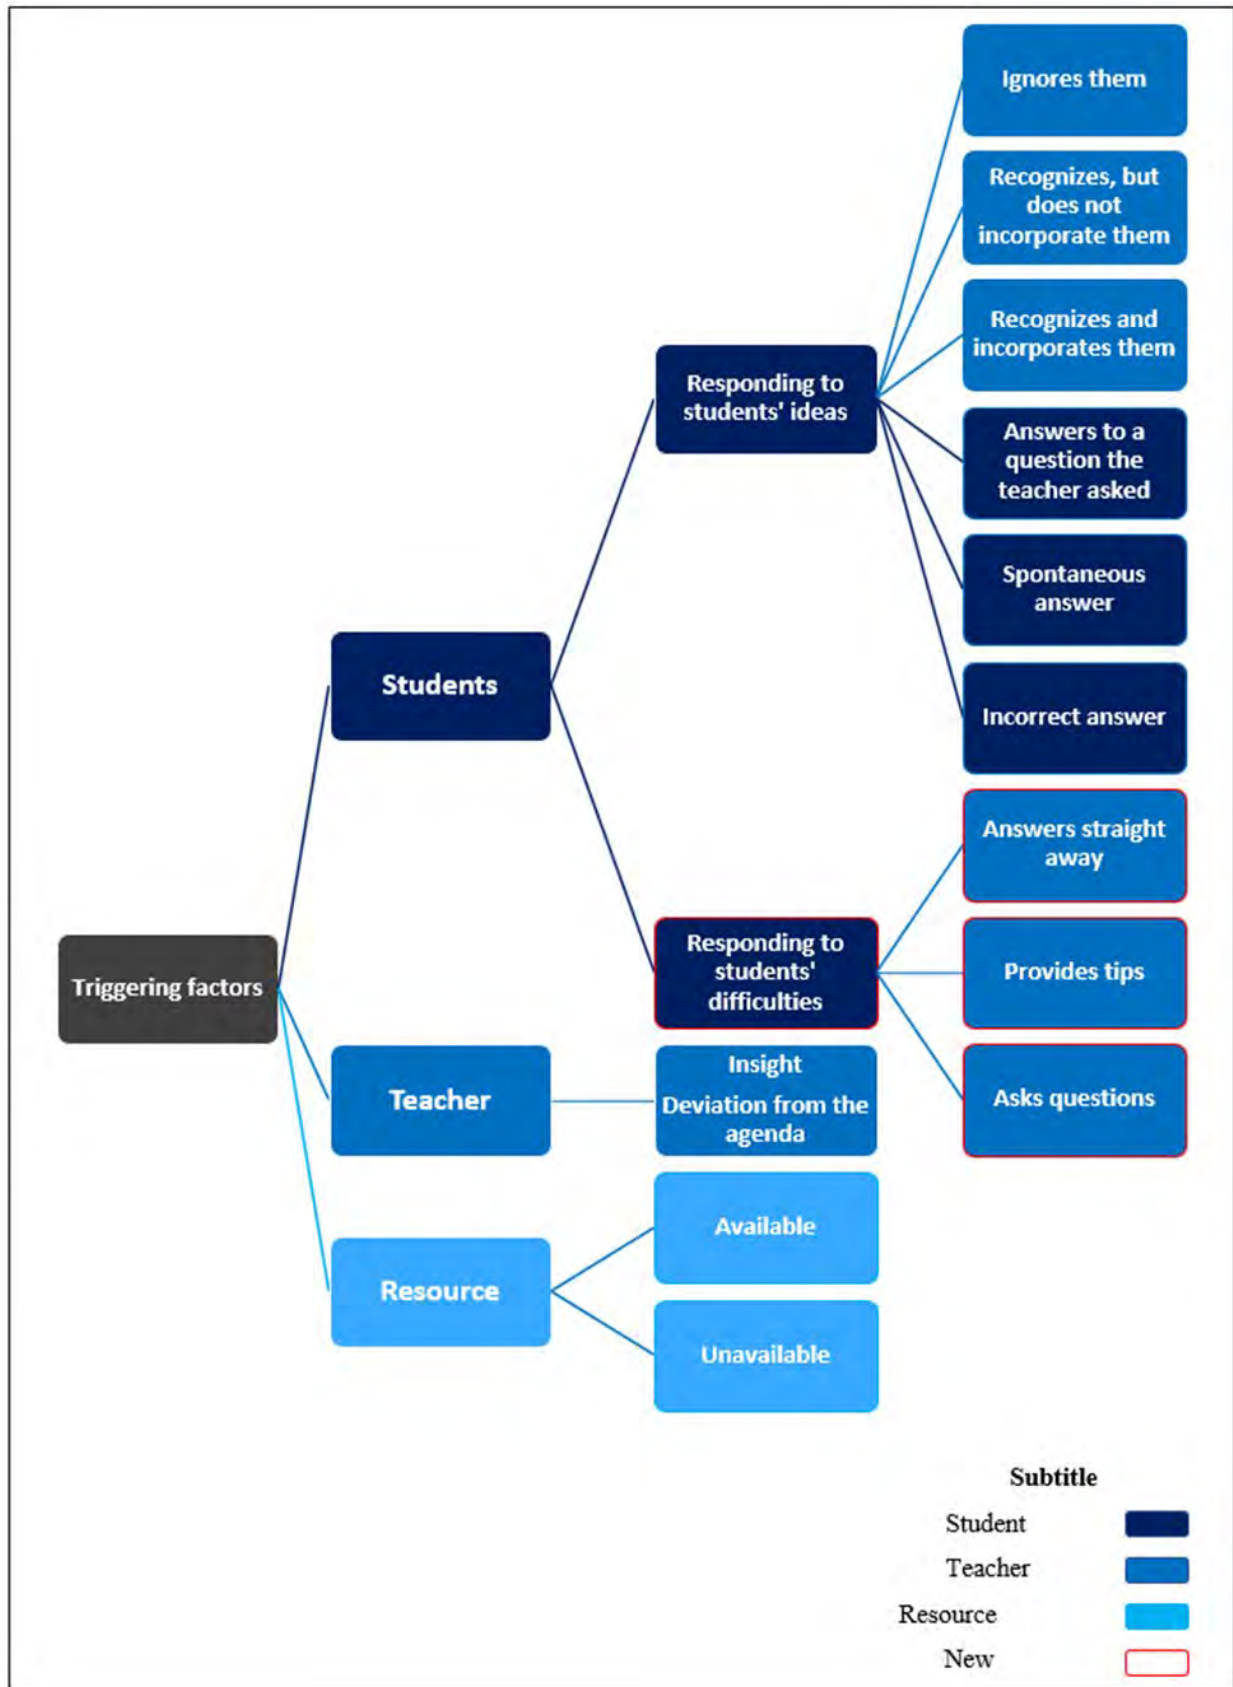 Ignores them
Recognizes, but
does not
incorporate them
Recognizes and
incorporates them
Responding to
students' ideas
Answers to a
question the
teacher asked
Spontaneous
answer
Students
Incorrect answer
Answers straight
away
Triggering factors
Responding to
students'
difficulties
Provides tips
Teacher
Insight
Deviation from the
agenda
Asks questions
Available
Resource
Unavailable
Subtitle
Student
Teacher
Resource
New